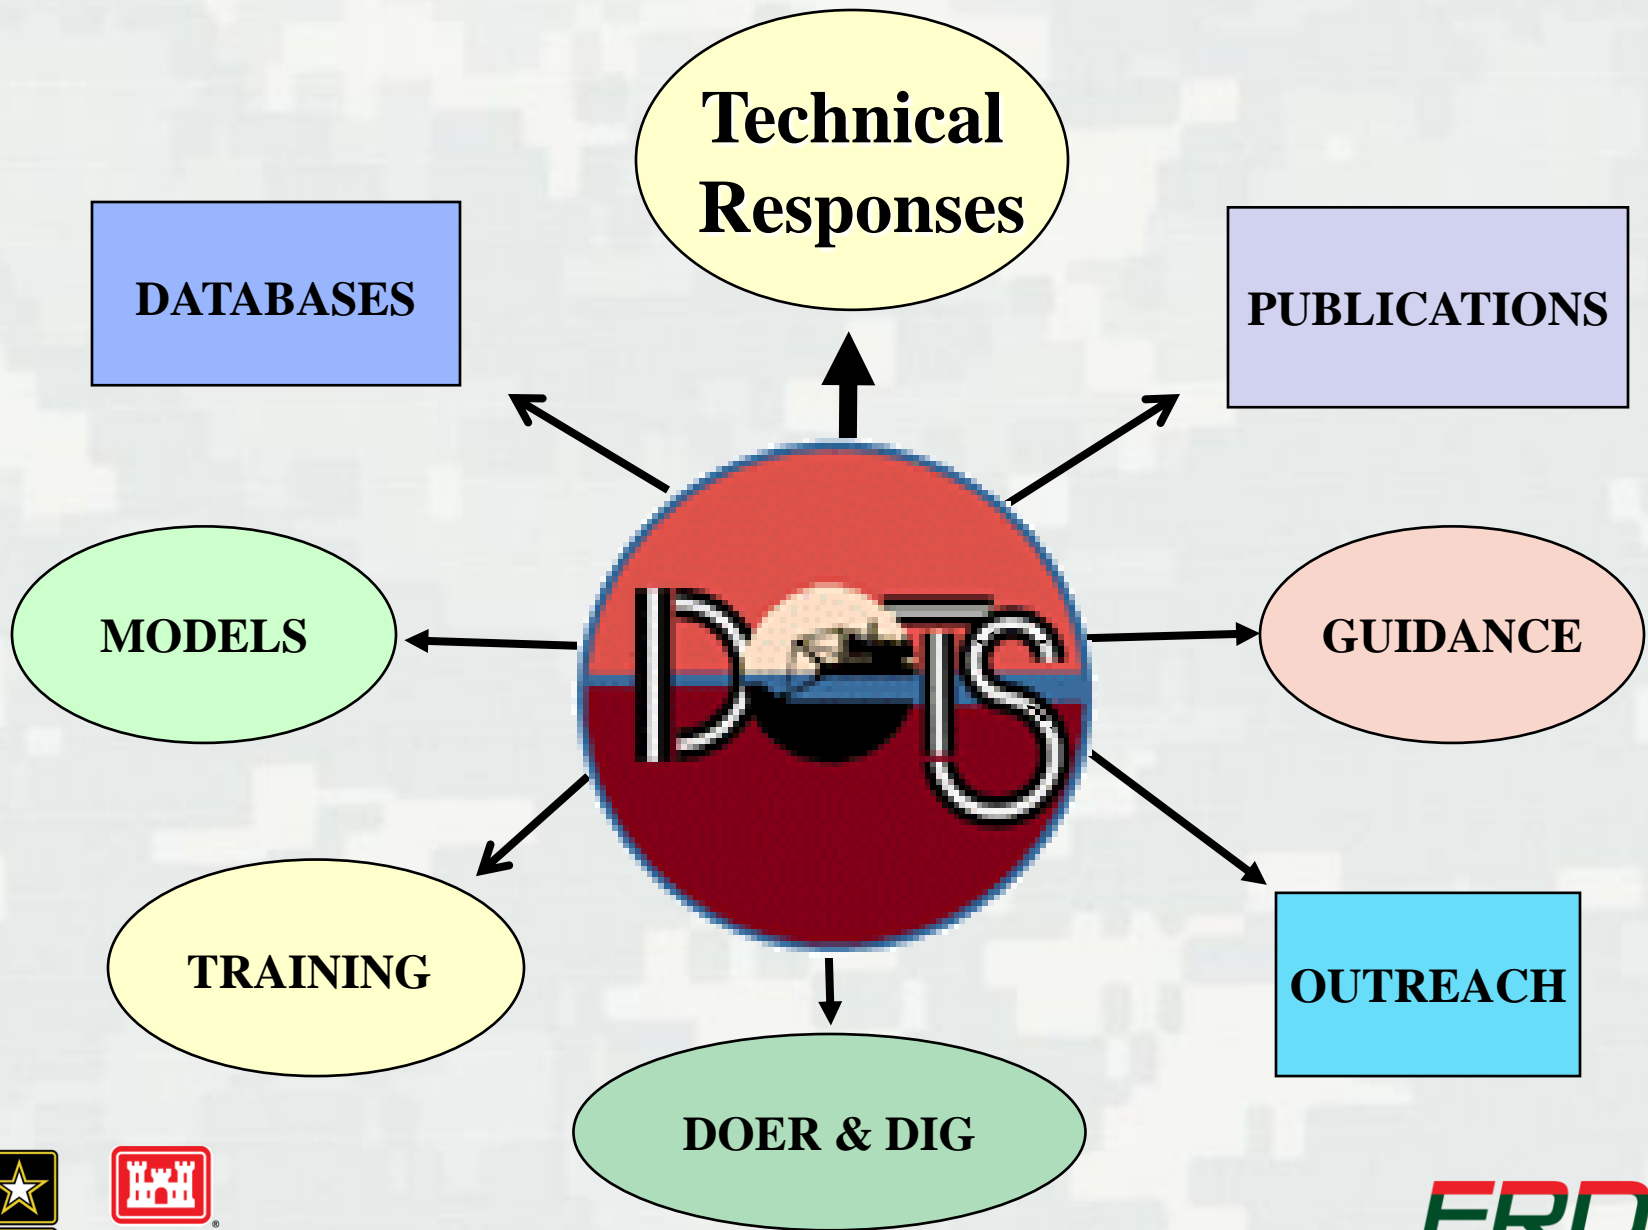 Technical
Responses
DATABASES
PUBLICATIONS
MODELS
DOTS
GUIDANCE
TRAINING
OUTREACH
DOER & DIG